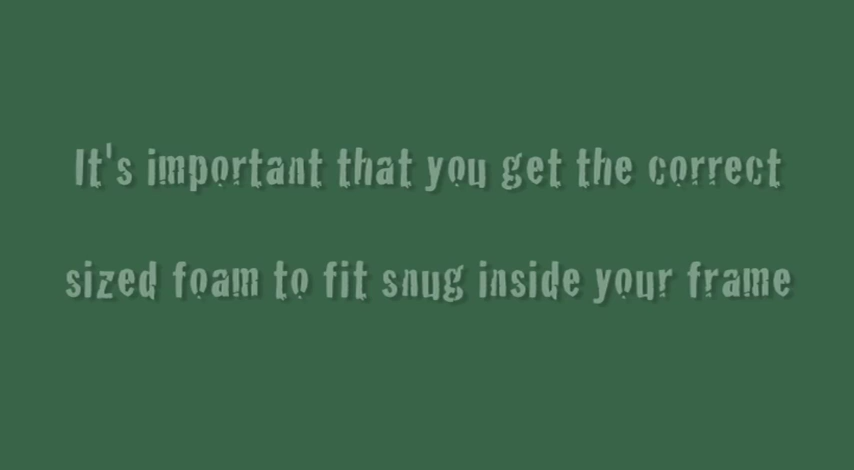 It's important that you get the correct
sized foam to fit snug inside your frame